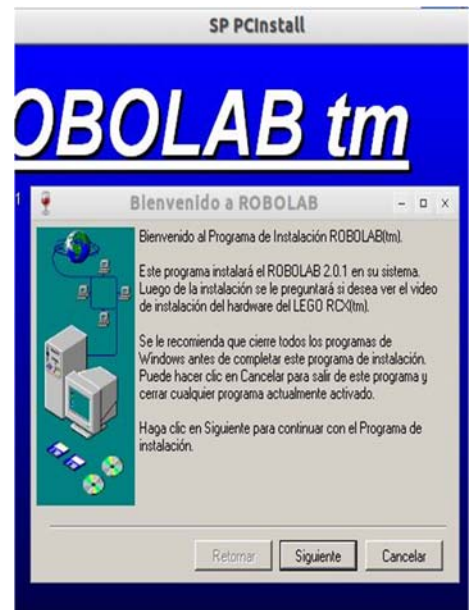 SP PCInstall
OBOLAB tm
1
Bienvenido a ROBOLAB
Bienvenido al Programa de Instalación ROBOLAB(tm).
Este programa instalará el ROBOLAB 2.0.1 en su sistema.
Luego de la instalación se le preguntará si desea ver el video
de instalación del hardware del LEGO RCX(tm).
Se le recomienda que cierre todos los programas de
Windows antes de completar este programa de instalación.
Puede hacer clic en Cancelar para salir de este programa y
cerrar cualquier programa actualmente activado.
Haga clic en Siguiente para continuar con el Programa de
instalación.
Retornar Siguiente Cancelar